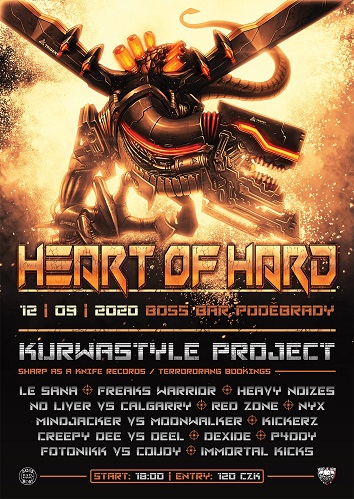 HEART OF HARD
12 | 09 | 2020 BOSS BAR PODĚBRADY
KURWASTYLE PROJECT
SHARP AS A KNIFE RECORDS / TERRORORANG BOOKINGS
LE SANA FREAKS WARRIOR HEAVY NOIZES
NO LIVER VS CALGARRY RED ZONE NYX
MINDJACKER VS MOONWALKER KICKERZ
CREEPY DEE VS DEEL DEXIDE P4DDY
FOTONIKK VS COUDY IMMORTAL KICKS
START: 18:00 | ENTRY: 120 CZK